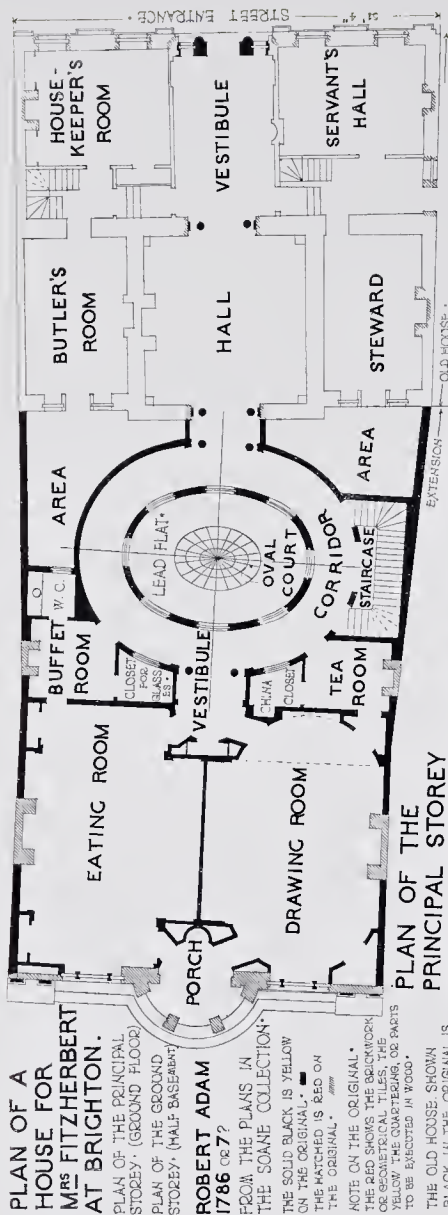 PLAN OF A
HOUSE FOR
MRS FITZHERBERT
AT BRIGHTON.
PLAN OF THE PRINCIPAL
STOREY. (GROUND FLOOR)
PLAN OF THE GROUND
STOREY. (HALF BASEMENT)
ROBERT ADAM
1786 OR 7?
FROM THE PLANS IN
THE SOANE COLLECTION.
THE SOLID BLACK IS YELLOW
ON THE ORIGINAL.
THE HATCHED IS RED ON
THE ORIGINAL.
NOTE ON THE ORIGINAL.
THE RED SHOWS THE BRICKWORK
OR GEOMETRICAL TILES, THE
YELLOW THE QUARTERING, OR PARTS
TO BE EXECUTED IN WOOD.
THE OLD HOUSE SHOWN
PORCH
EATING ROOM
DRAWING ROOM
BUFFET
ROOM
W.C.
CLOSET
FOR
GLASS
ES.
VESTIBULE
CHINA
CLOSET
TEA
ROOM
AREA
LEAD FLAT.
OVAL
COURT
CORRIDOR
STAIRCASE
AREA
BUTLER'S
ROOM
HALL
STEWARD
HOUSE-
KEEPER'S
ROOM
VESTIBULE
SERVANT'S
HALL
STREET ENTRANCE.
EXTENSION
OLD HOUSE.
PLAN OF THE
PRINCIPAL STOREY